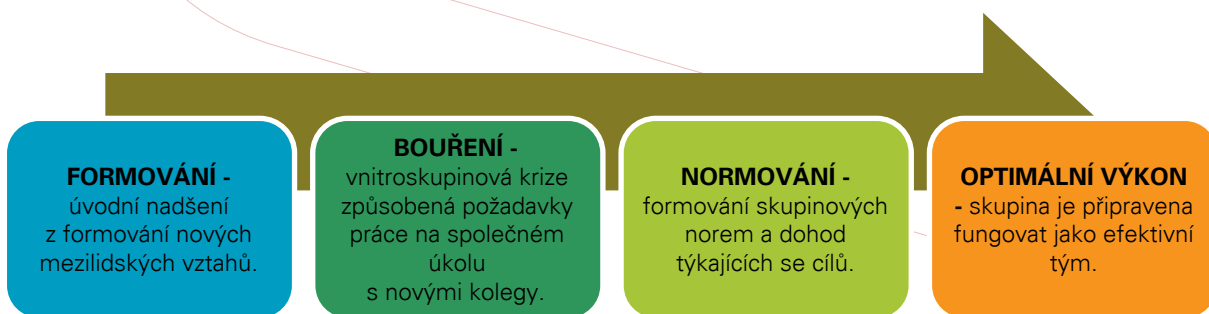 FORMOVÁNÍ -
úvodní nadšení
z formování nových
mezilidských vztahů.
BOUŘENÍ -
vnitroskupinová krize
způsobená požadavky
práce na společném
úkolu
s novými kolegy.
NORMOVÁNÍ -
formování skupinových
norem a dohod
týkajících se cílů.
OPTIMÁLNÍ VÝKON
- skupina je připravena
fungovat jako efektivní
tým.